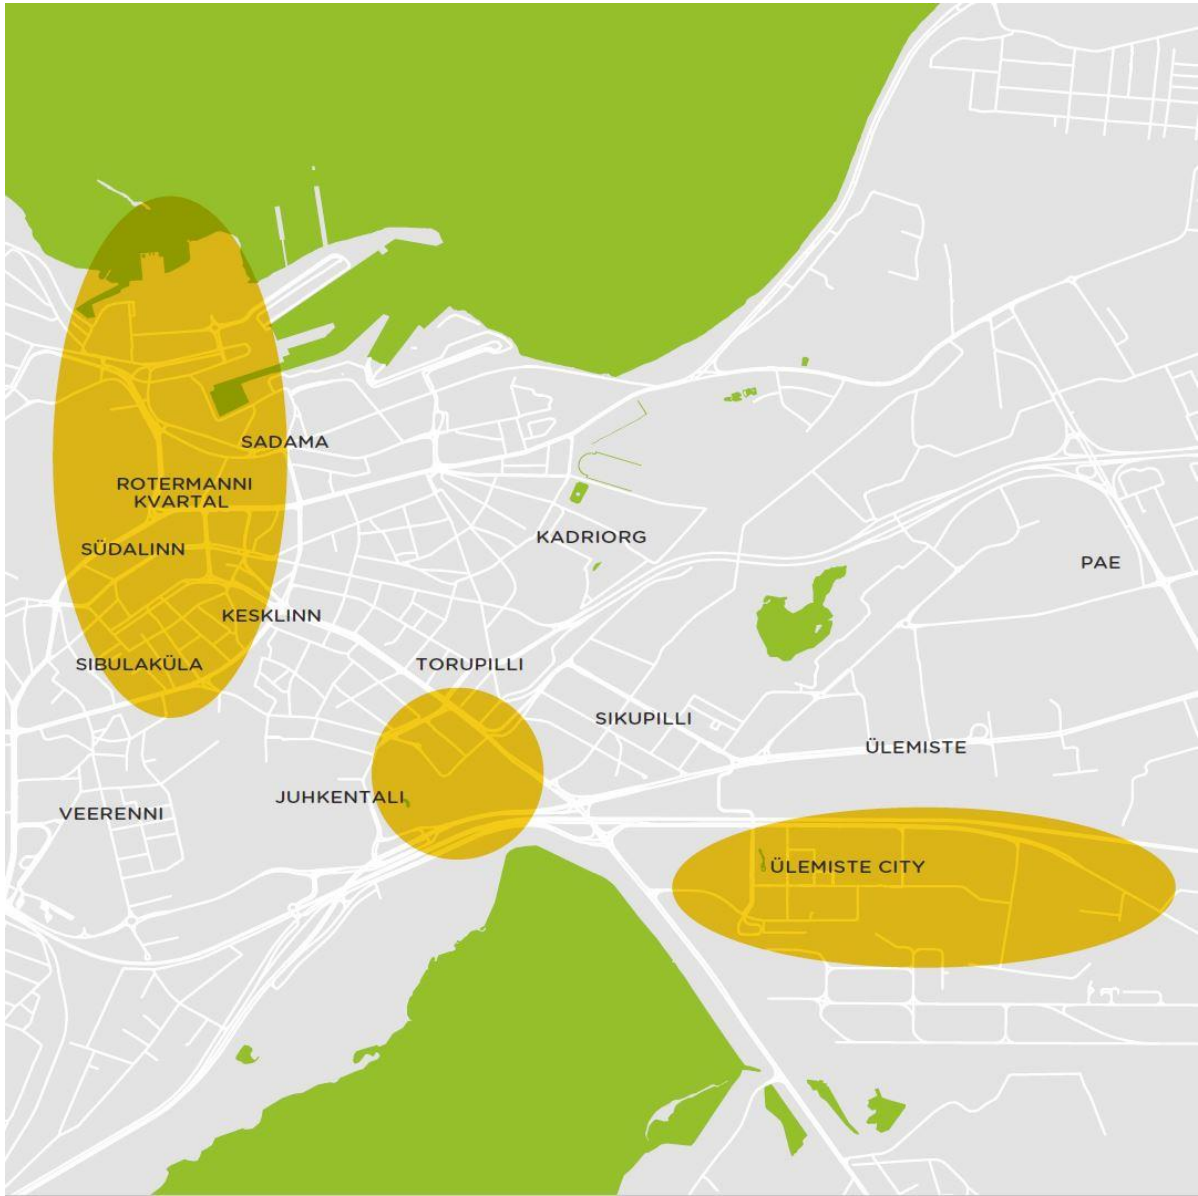 SADAMA
ROTERMANNI
KVARTAL
KADRIORG
SÜDALINN
PAE
KESKLINN
SIBULAKÜLA
TORUPILLI
SIKUPILLI
ÜLEMISTE
JUHKENTALI
VEERENNI
ÜLEMISTE CITY